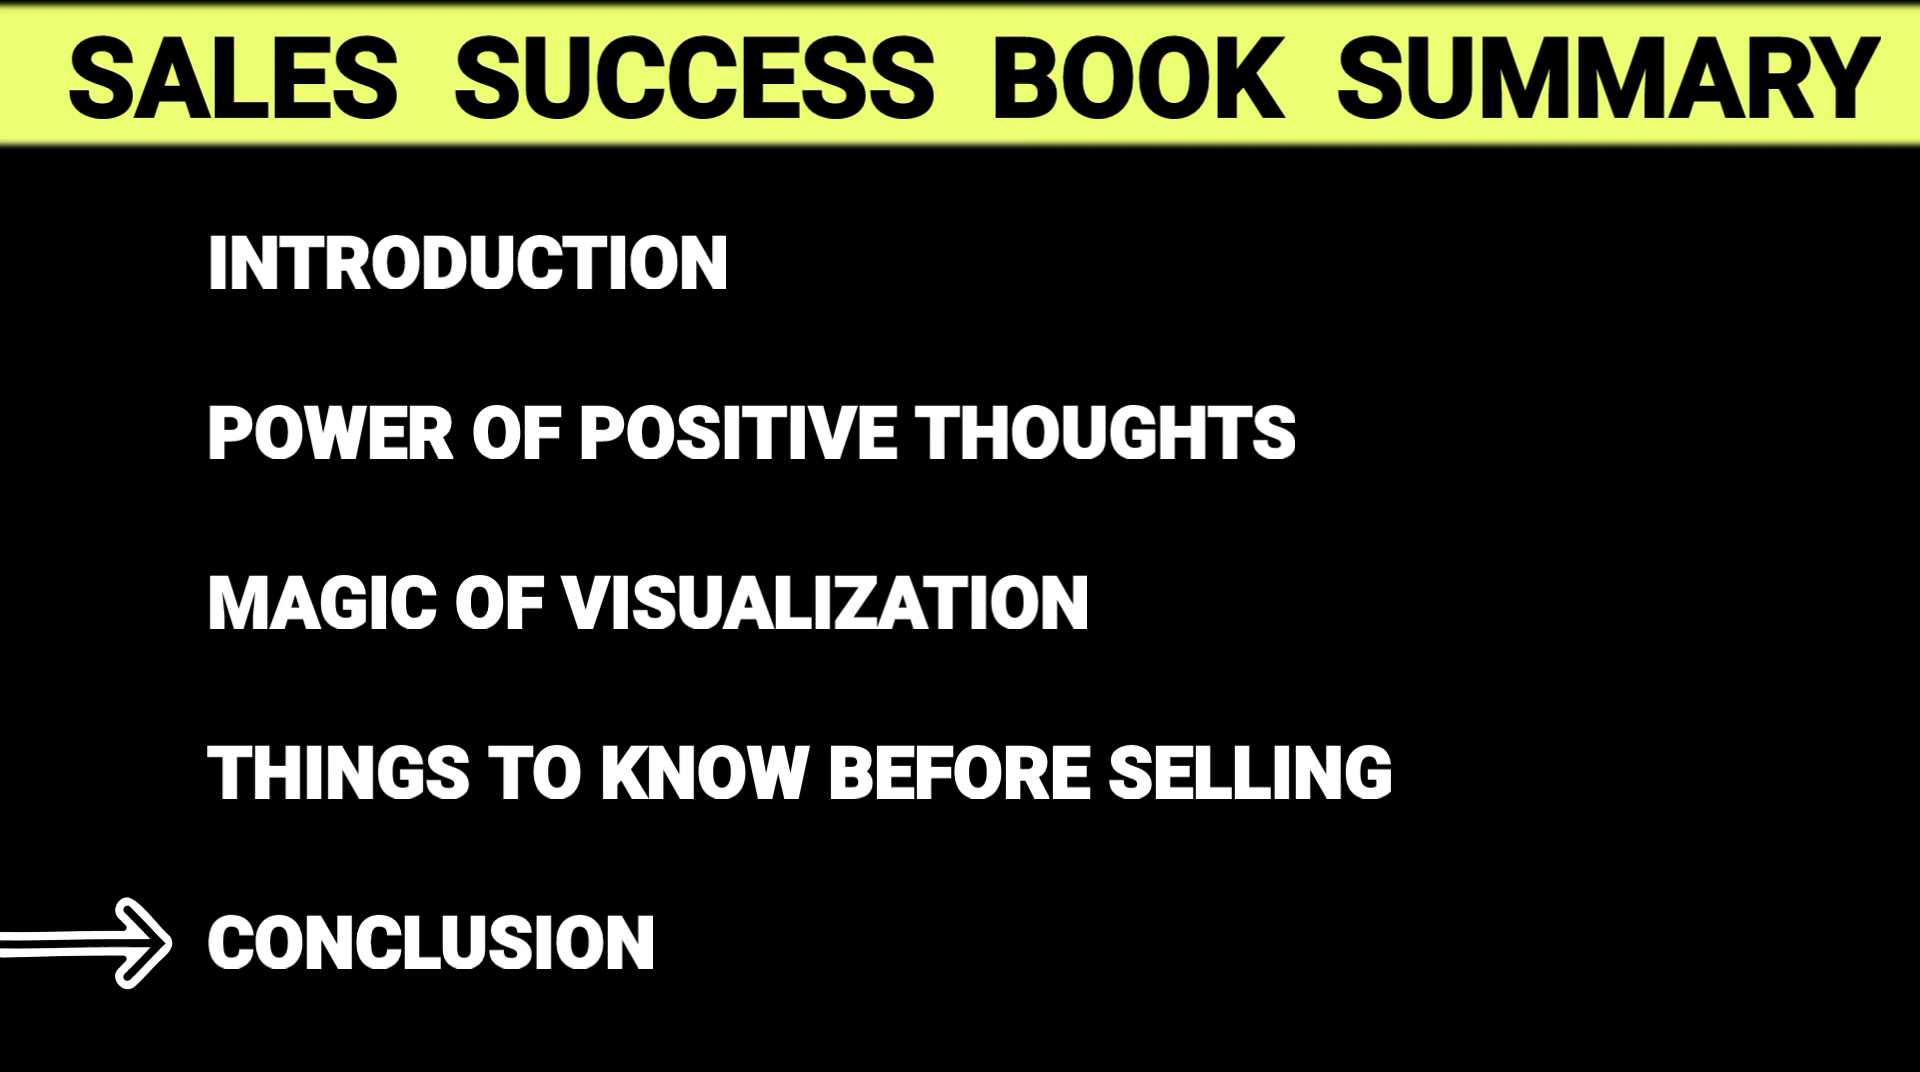 SALES SUCCESS BOOK SUMMARY
INTRODUCTION
POWER OF POSITIVE THOUGHTS
MAGIC OF VISUALIZATION
THINGS TO KNOW BEFORE SELLING
CONCLUSION